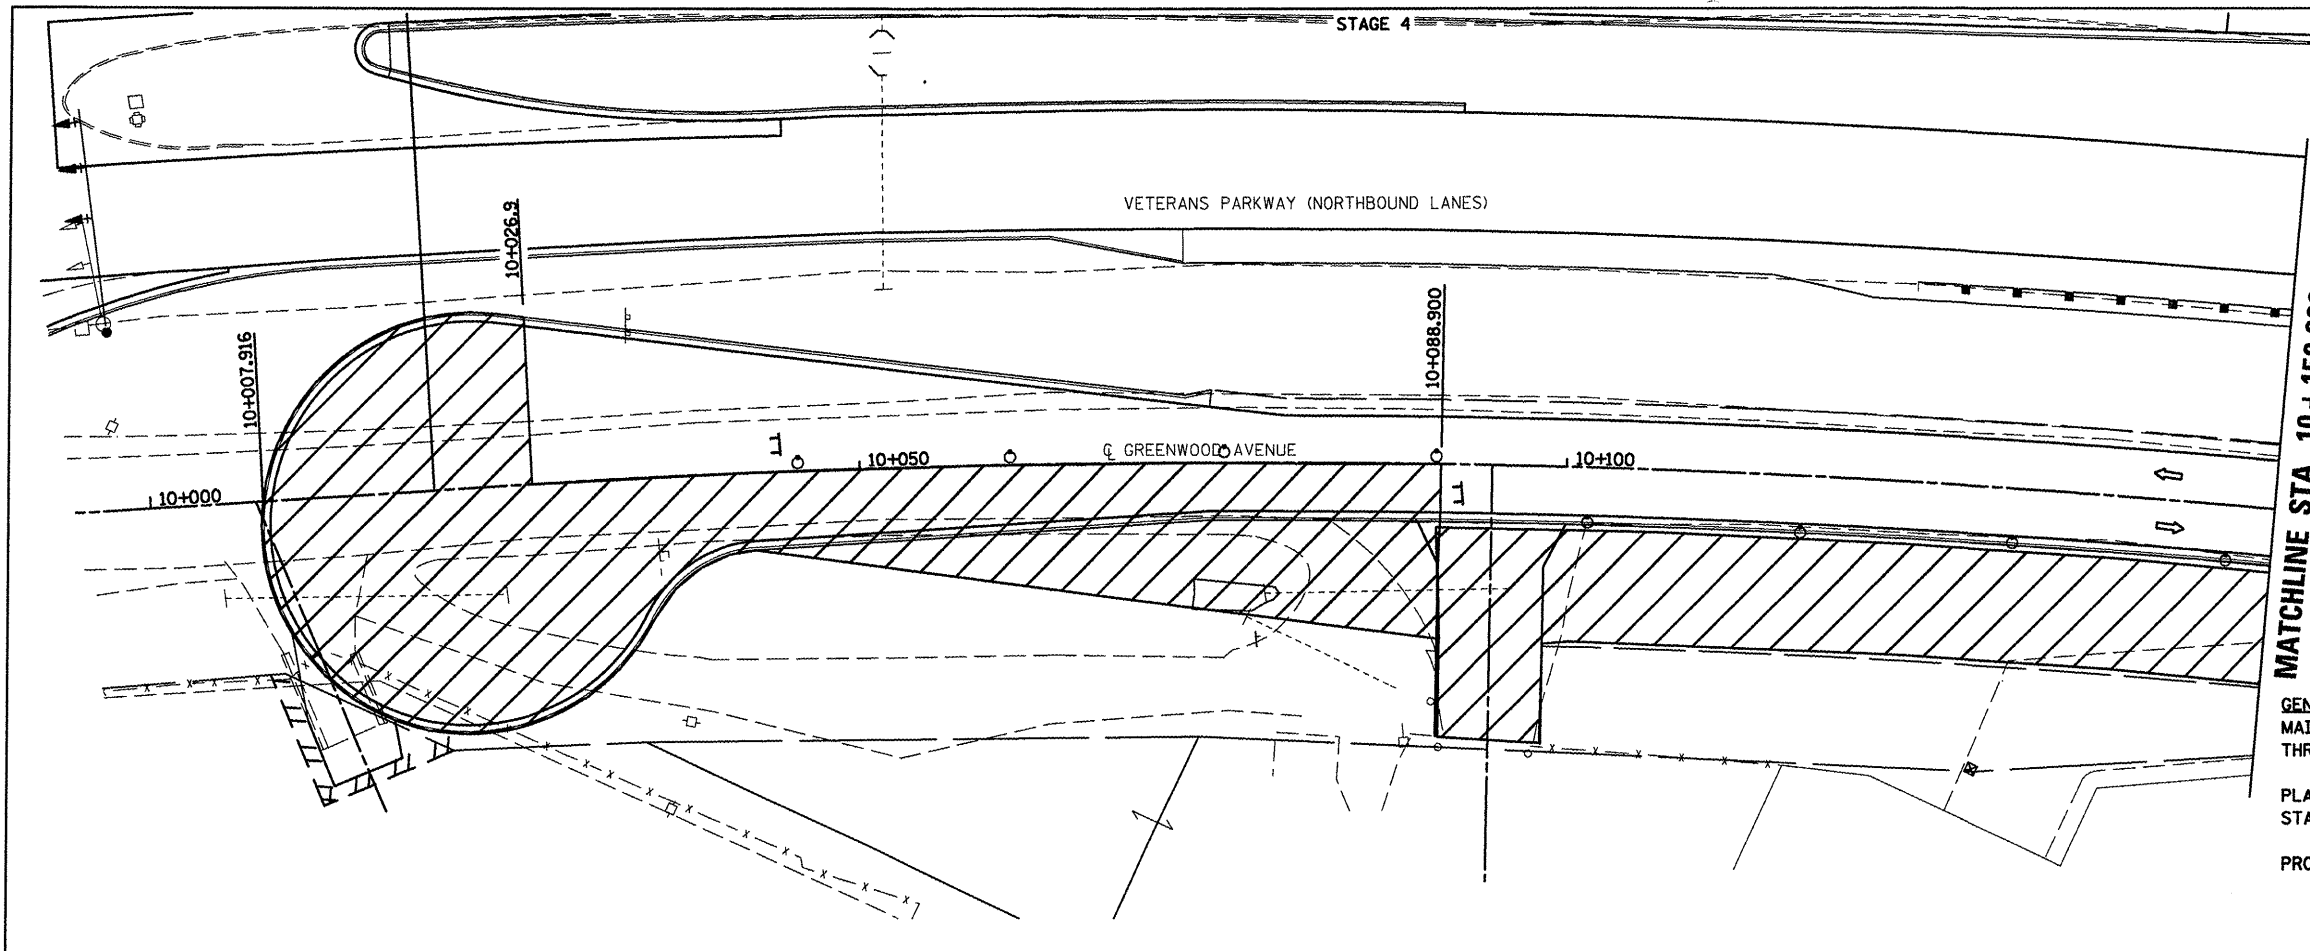 STAGE 4
VETERANS PARKWAY (NORTHBOUND LANES)
10+026.9
10+007.916
10+088.900
℄ GREENWOOD AVENUE
10+050
10+100
10+000
MATCHLINE STA
GEN
MAI
THR
PLA
STA
PRO